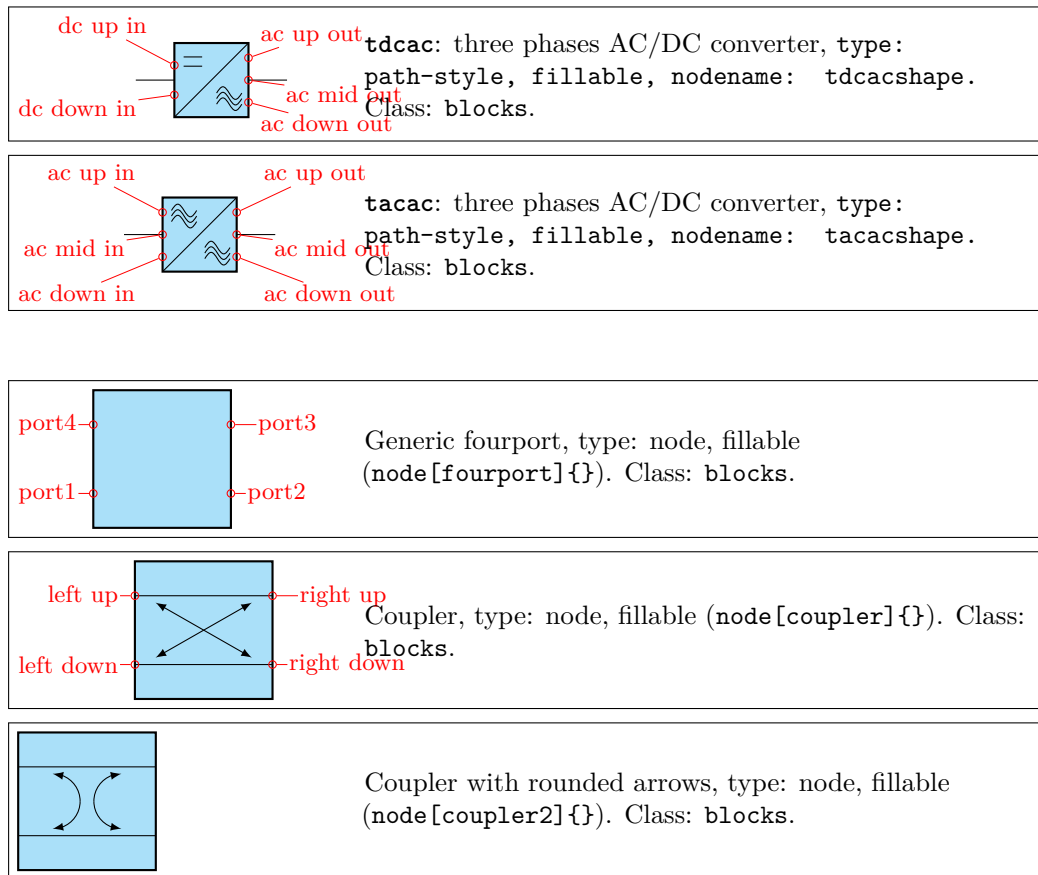 dc up in
ac up out
ac mid out
dc down in
ac down out
tdcac: three phases AC/DC converter, type:
path-style, fillable, nodename: tdcacshape.
Class: blocks.
ac up in
ac up out
ac mid in
ac mid out
ac down in
ac down out
tacac: three phases AC/DC converter, type:
path-style, fillable, nodename: tacacshape.
Class: blocks.
port4
port3
port1
port2
Generic fourport, type: node, fillable
(node[fourport]{}). Class: blocks.
left up
right up
left down
right down
Coupler, type: node, fillable (node[coupler]{}). Class:
blocks.
Coupler with rounded arrows, type: node, fillable
(node[coupler2]{}). Class: blocks.